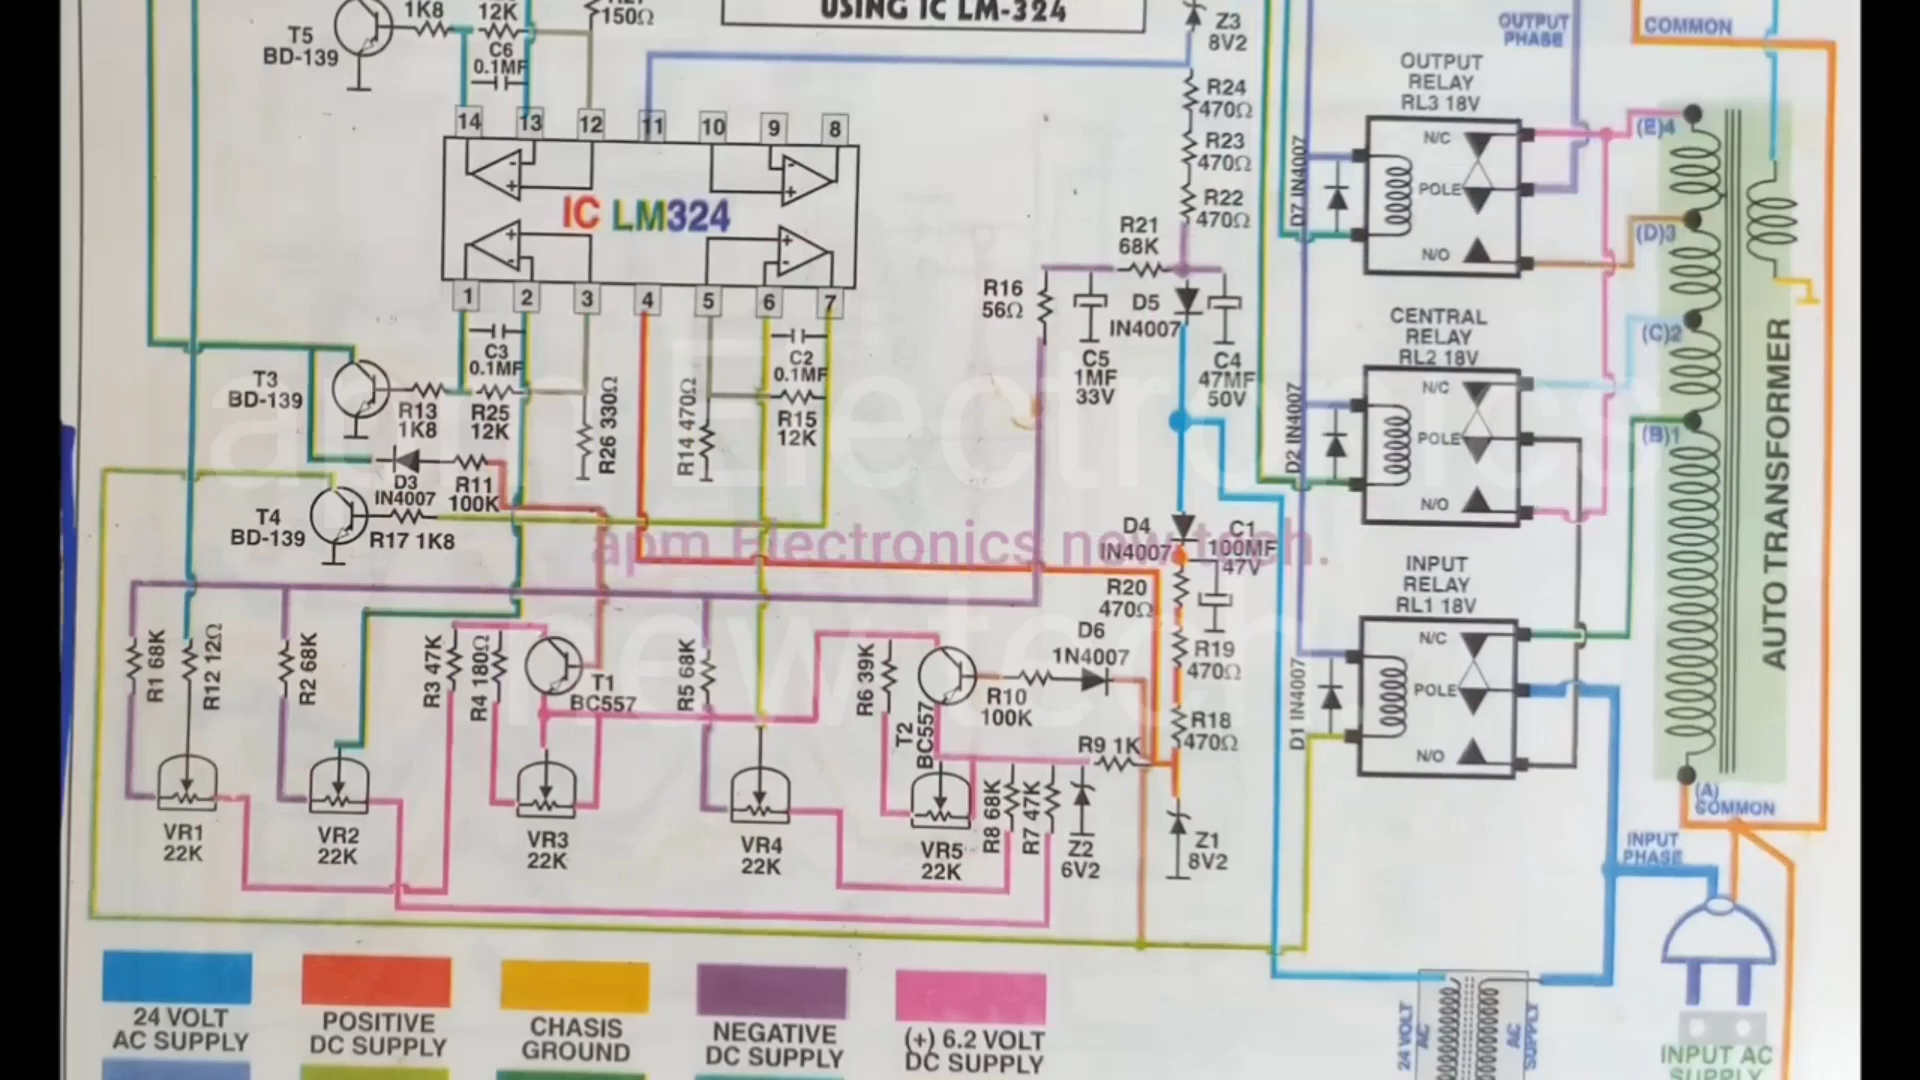 USING IC LM-324
T5
BD-139
1K8
12K
150Ω
C6
0.1MF
Z3
8V2
14
13
12
11
10
9
8
IC LM324
1
2
3
4
5
6
7
R24
470Ω
R23
470Ω
R22
470Ω
R21
68K
R16
56Ω
D5
IN4007
C5
1MF
33V
C4
47MF
50V
C3
0.1MF
C2
0.1MF
T3
BD-139
R13
1K8
R25
12K
R26 330Ω
R14 470Ω
R15
12K
D3
IN4007
R11
100K
T4
BD-139
R17 1K8
D4
IN4007
C1
100MF
47V
R20
470Ω
D6
1N4007
R19
470Ω
R18
470Ω
R1 68K
R12 12Ω
R2 68K
R3 47K
R4 180Ω
T1
BC557
R5 68K
R6 39K
T2
BC557
R10
100K
R9 1K
R8 68K
R7 47K
Z2
6V2
Z1
8V2
VR1
22K
VR2
22K
VR3
22K
VR4
22K
VR5
22K
OUTPUT
PHASE
COMMON
OUTPUT
RELAY
RL3 18V
N/C
POLE
N/O
D7 IN4007
(E)4
(D)3
(C)2
(B)1
(A)
COMMON
CENTRAL
RELAY
RL2 18V
N/C
POLE
N/O
D2 IN4007
INPUT
RELAY
RL1 18V
N/C
POLE
N/O
D1 IN4007
AUTO TRANSFORMER
INPUT
PHASE
24 VOLT
AC
AC
SUPPLY
INPUT AC
SUPPLY
24 VOLT
AC SUPPLY
POSITIVE
DC SUPPLY
CHASIS
GROUND
NEGATIVE
DC SUPPLY
(+) 6.2 VOLT
DC SUPPLY
apm Electronics
new tech.
apm Electronics new tech.